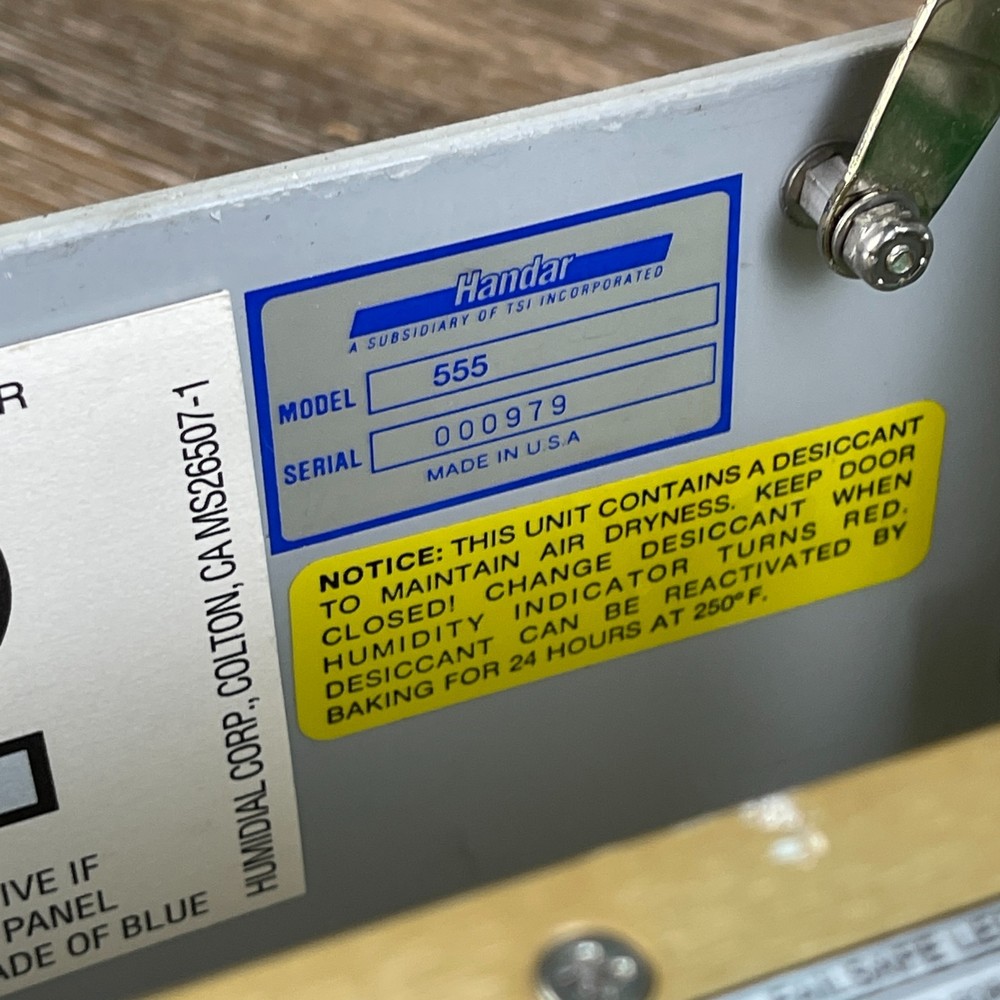 Handar
A SUBSIDIARY OF TSI INCORPORATED
MODEL 555
SERIAL 000979
MADE IN U.S.A
NOTICE: THIS UNIT CONTAINS A DESICCANT
TO MAINTAIN AIR DRYNESS. KEEP DOOR
CLOSED! CHANGE DESICCANT WHEN
HUMIDITY INDICATOR TURNS RED.
DESICCANT CAN BE REACTIVATED BY
BAKING FOR 24 HOURS AT 250°F.
R
HUMIDIAL CORP., COLTON, CA MS26507-1
IVE IF
PANEL
ADE OF BLUE
SAFE